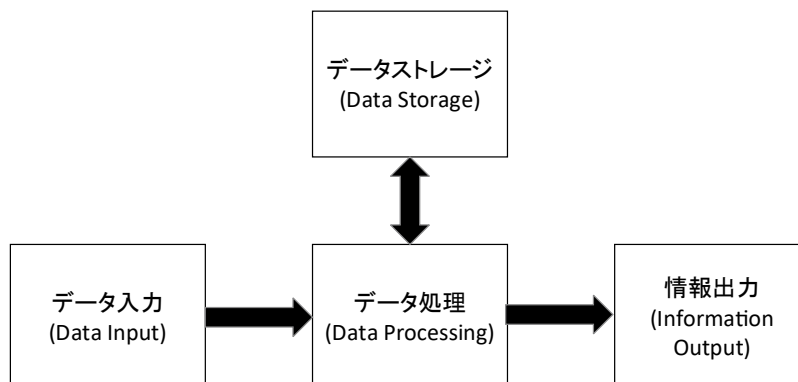 データストレージ
(Data Storage)
データ入力
(Data Input)
データ処理
(Data Processing)
情報出力
(Information
Output)